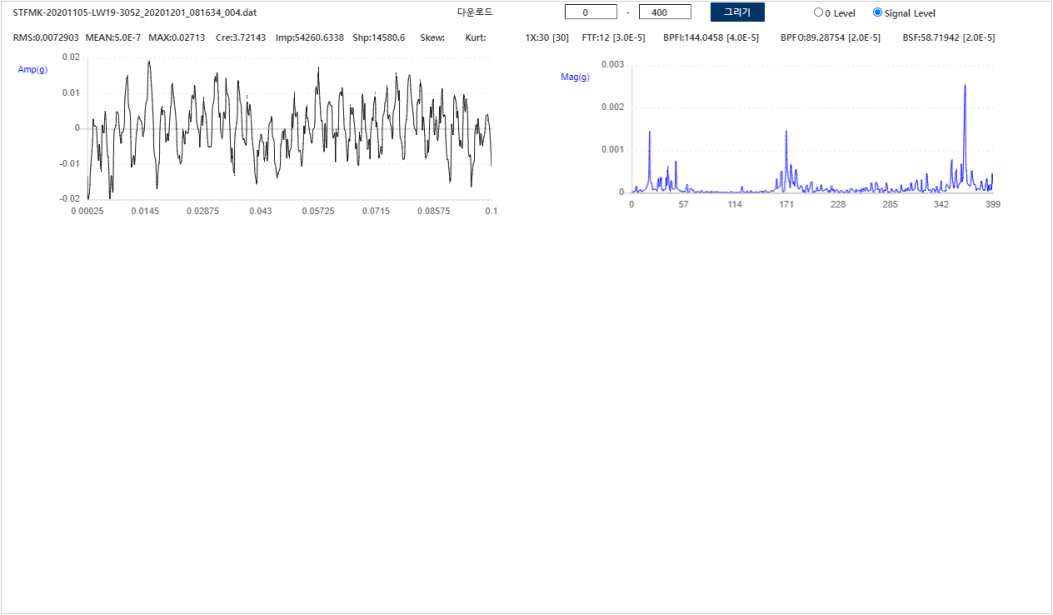 STFMK-20201105-LW19-3052_20201201_081634_004.dat 다운로드 0 - 400 그리기 0 Level Signal Level
RMS:0.0072903 MEAN:5.0E-7 MAX:0.02713 Cre:3.72143 Imp:54260.6338 Shp:14580.6 Skew: Kurt: 1X:30 [30] FTF:12 [3.0E-5] BPFI:144.0458 [4.0E-5] BPFO:89.28754 [2.0E-5] BSF:58.71942 [2.0E-5]
Amp(g)
0.02
0.01
0
-0.01
-0.02
0.00025 0.0145 0.02875 0.043 0.05725 0.0715 0.08575 0.1
Mag(g)
0.003
0.002
0.001
0
0 57 114 171 228 285 342 399